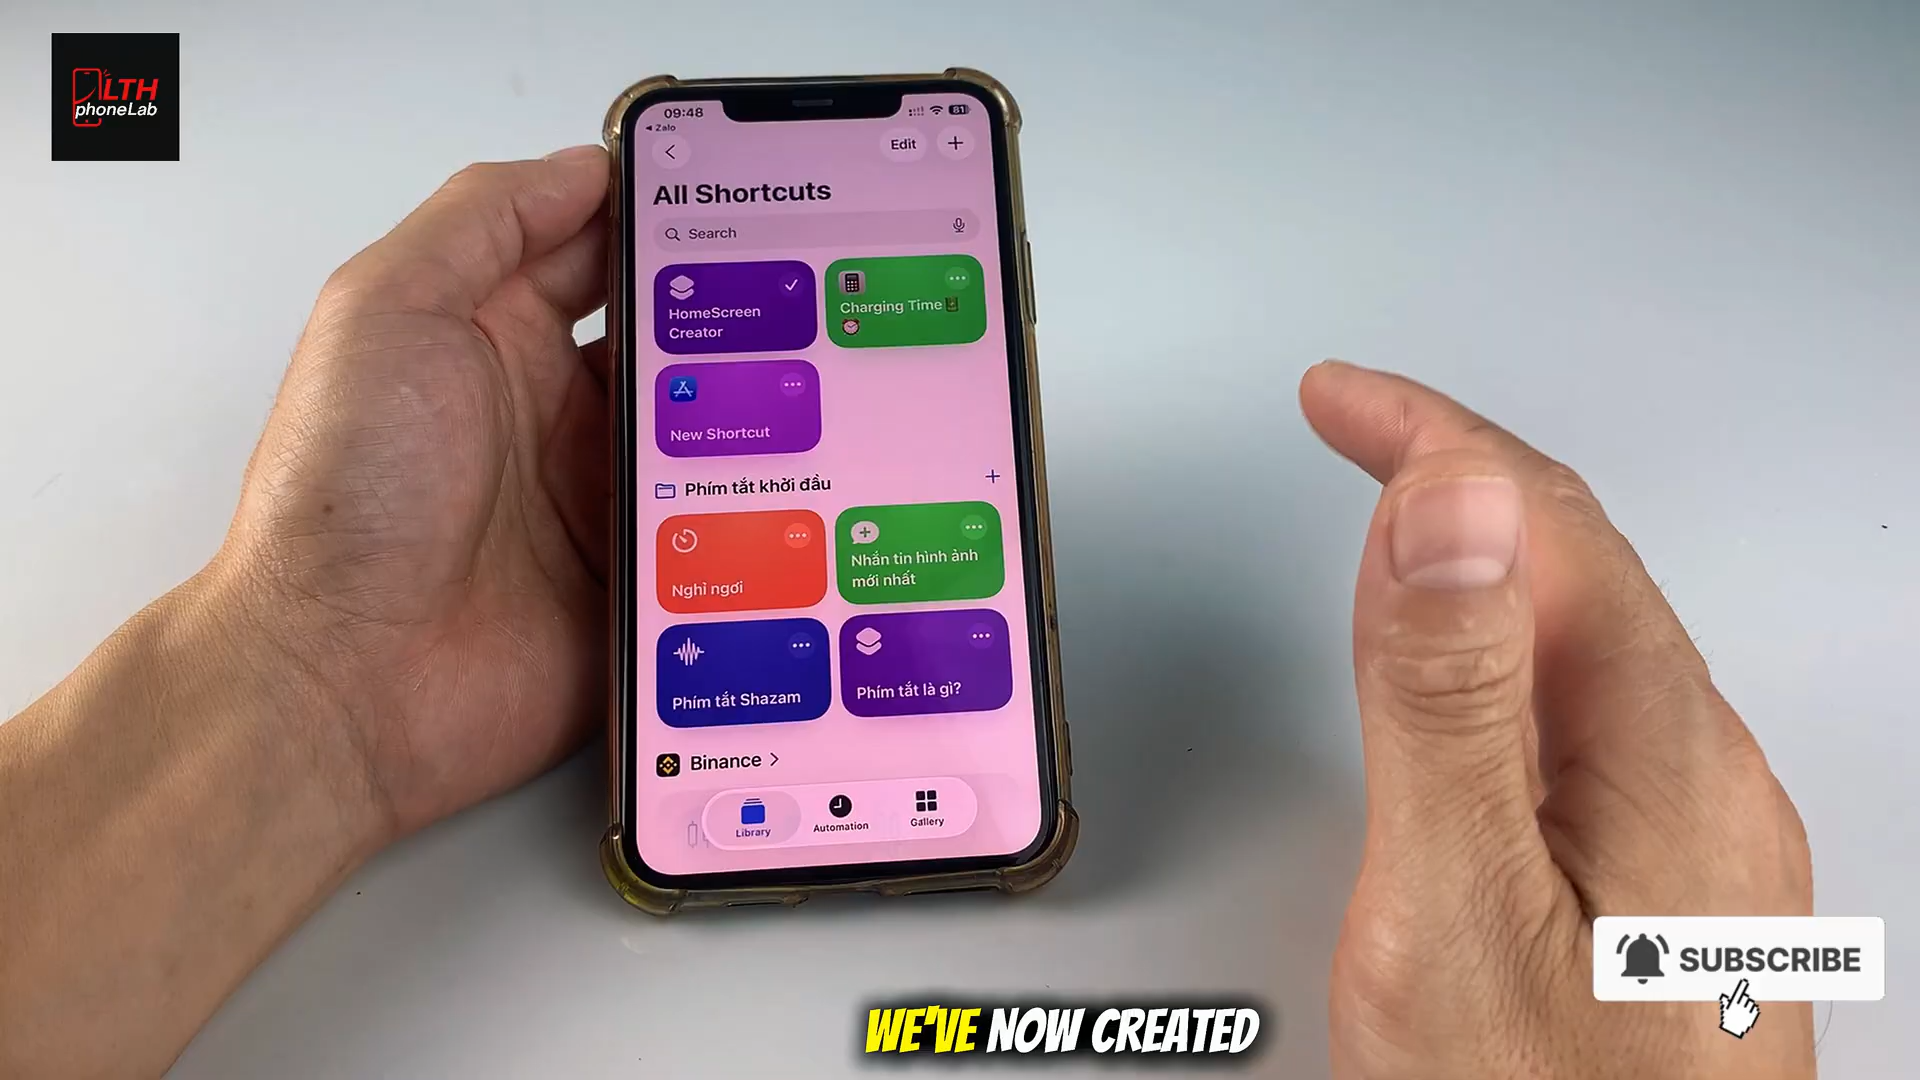 LTH
phoneLab
09:48
81
Zalo
Edit
All Shortcuts
Search
HomeScreen
Creator
Charging Time
New Shortcut
Phím tắt khởi đầu
Nghỉ ngơi
Nhắn tin hình ảnh
mới nhất
Phím tắt Shazam
Phím tắt là gì?
Binance
Library
Automation
Gallery
SUBSCRIBE
WE'VE NOW CREATED